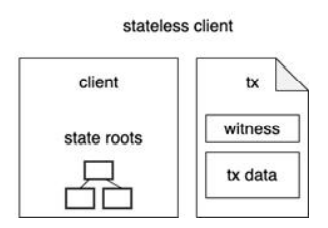 stateless client
client
state roots
tx
witness
tx data